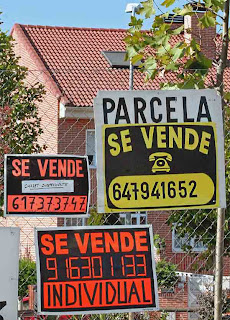 PARCELA
SE VENDE
647941652
SE VENDE
617373747
SE VENDE
916301133
INDIVIDUAL